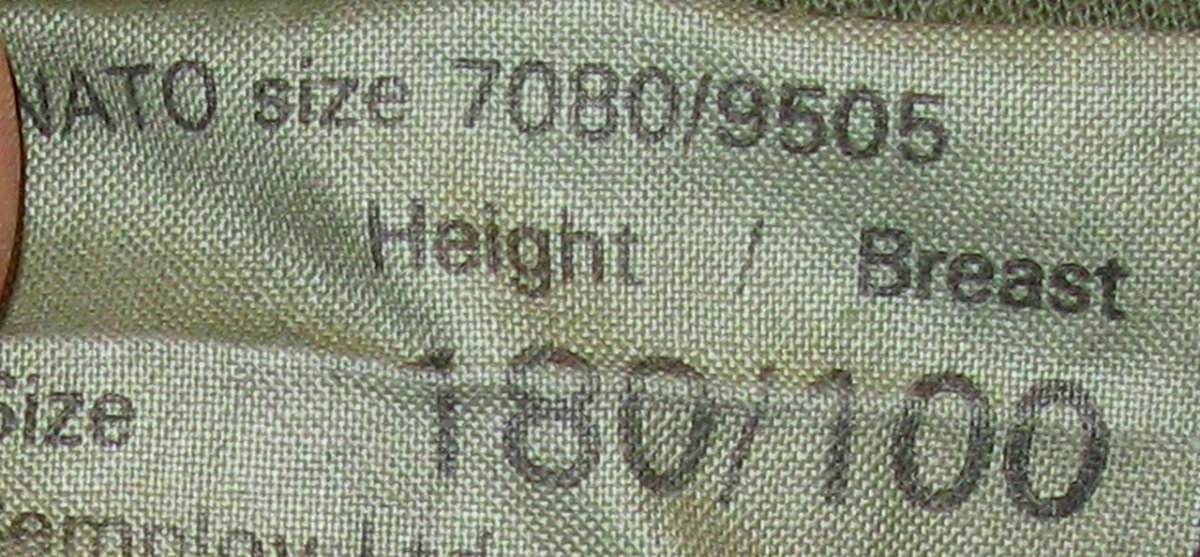 NATO size 7080/9505
Height / Breast
Size 180/100